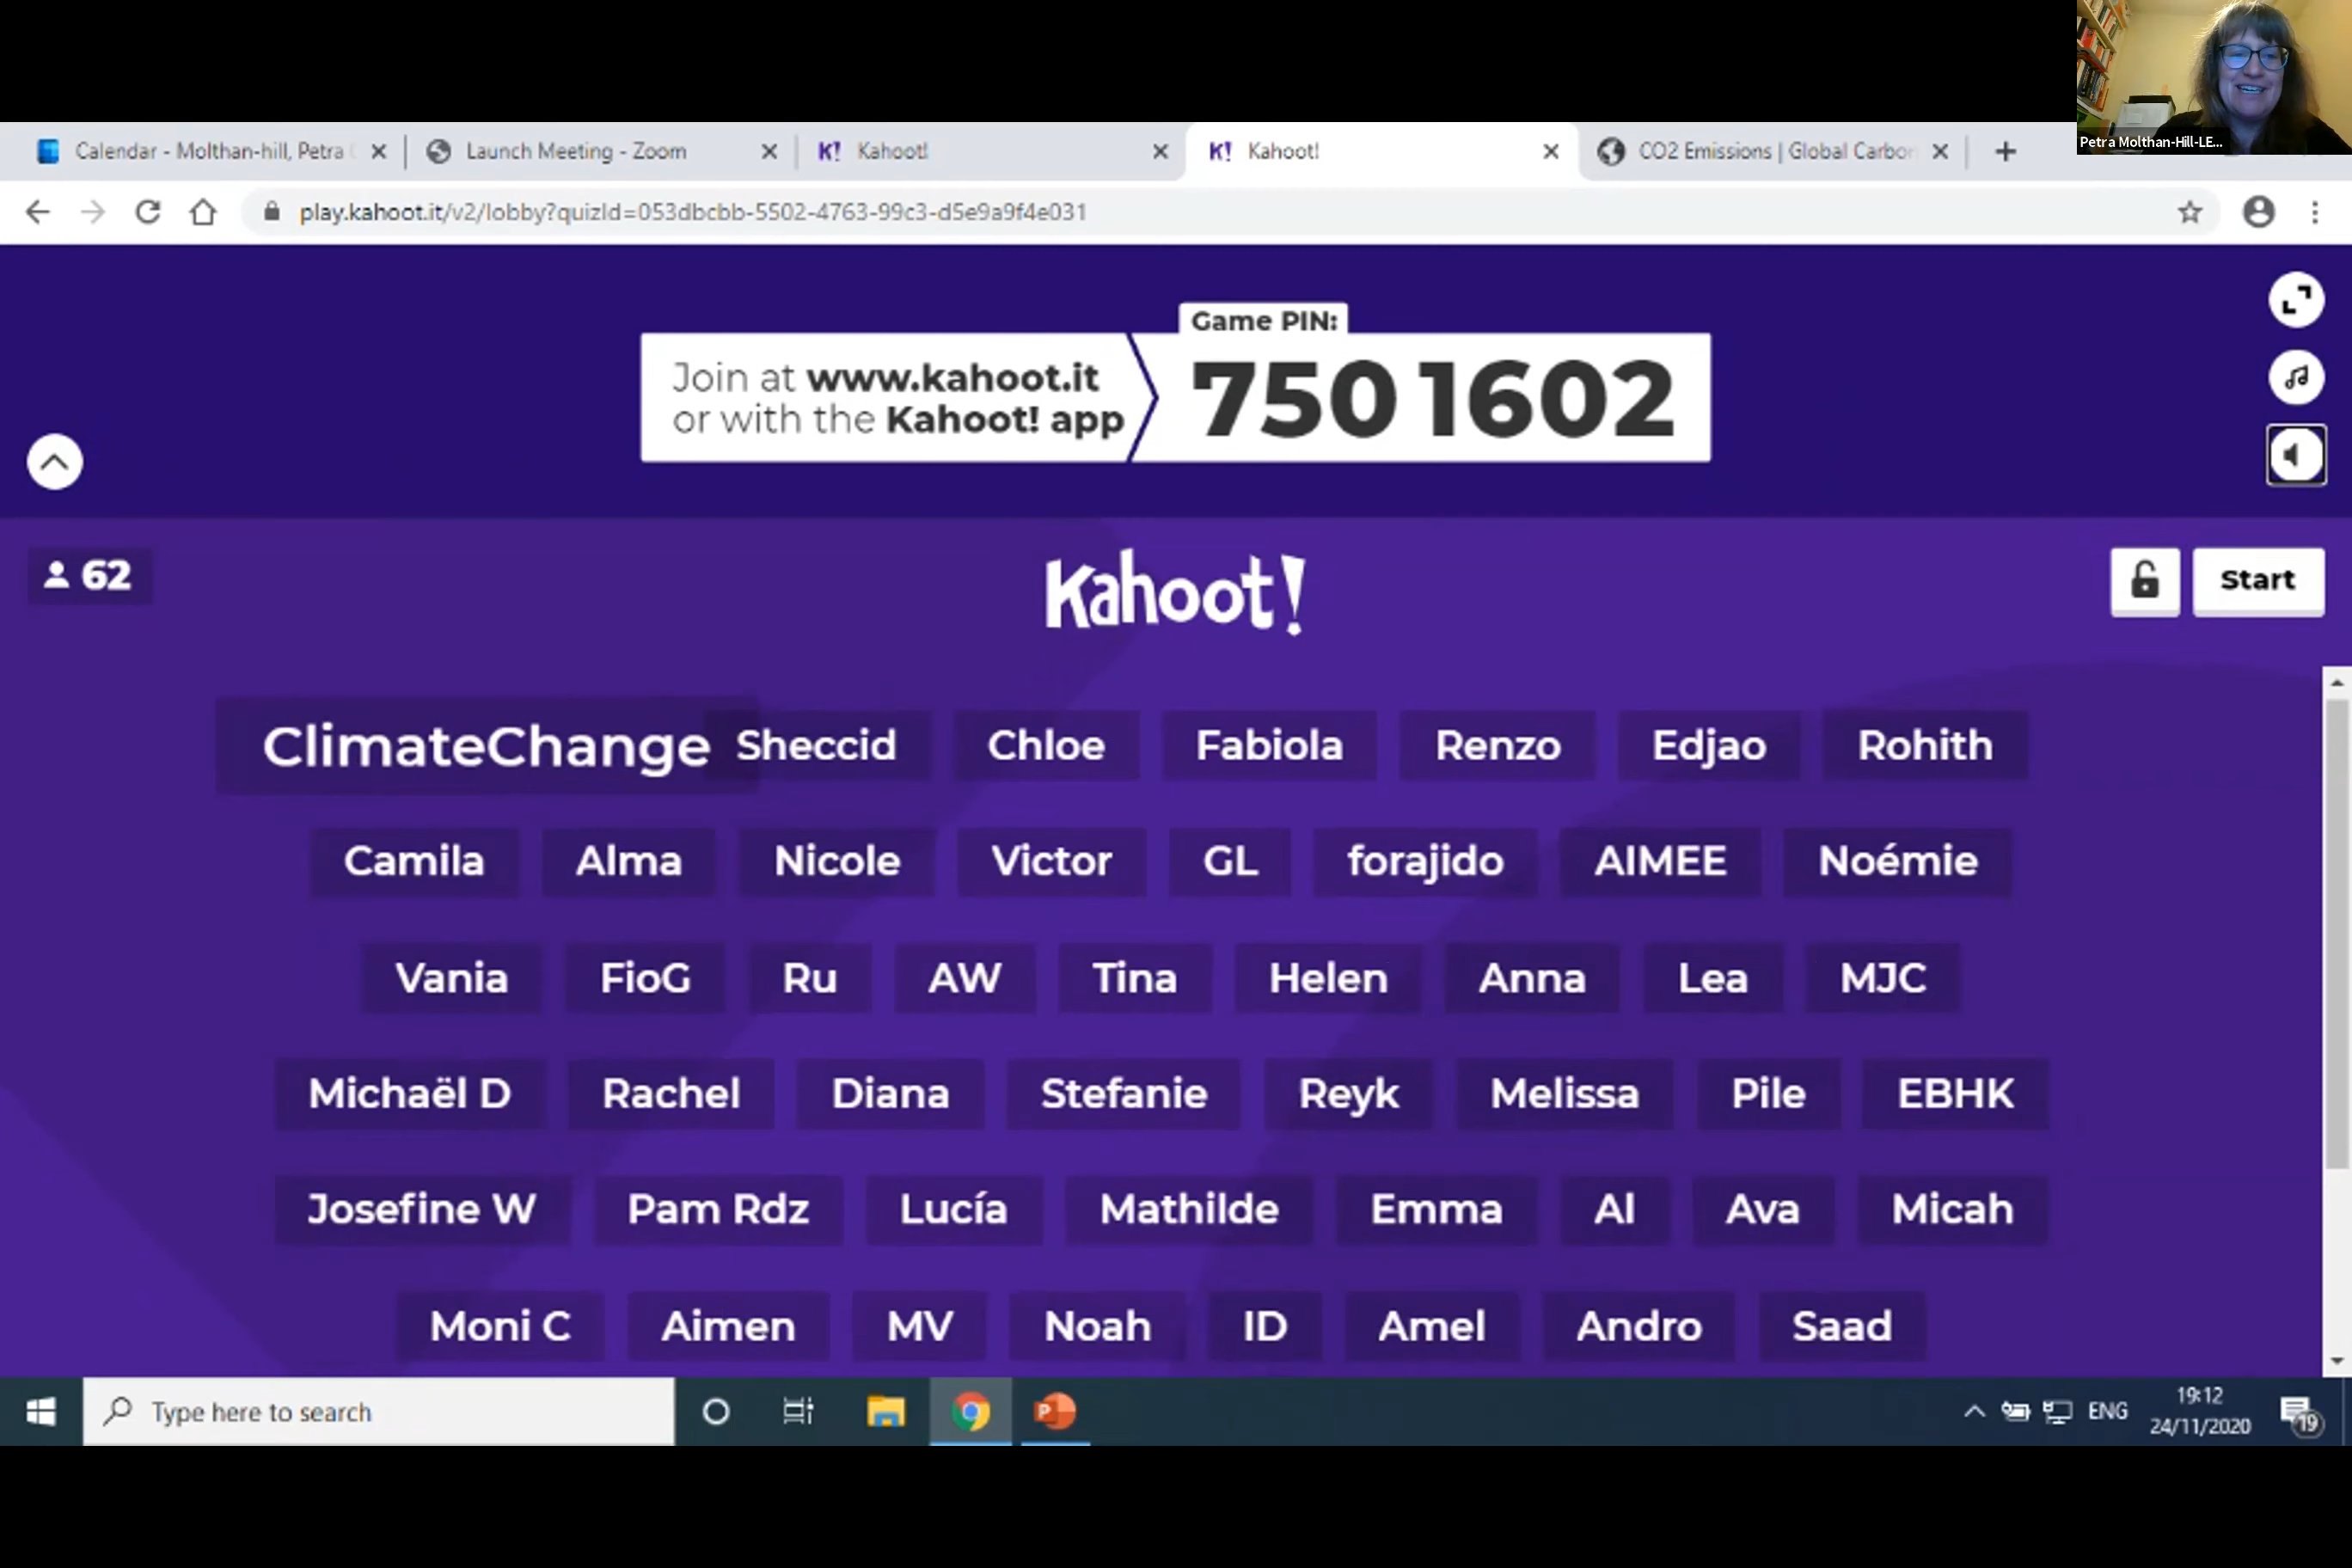 Petra Molthan-Hill-LE...
Calendar - Molthan-hill, Petra
Launch Meeting - Zoom
K! Kahoot!
K! Kahoot!
CO2 Emissions | Global Carbon
play.kahoot.it/v2/lobby?quizId=053dbcbb-5502-4763-99c3-d5e9a9f4e031
Game PIN:
Join at www.kahoot.it
or with the Kahoot! app
750 1602
62
Kahoot!
Start
ClimateChange Sheccid Chloe Fabiola Renzo Edjao Rohith
Camila Alma Nicole Victor GL forajido AIMEE Noémie
Vania FioG Ru AW Tina Helen Anna Lea MJC
Michaël D Rachel Diana Stefanie Reyk Melissa Pile EBHK
Josefine W Pam Rdz Lucía Mathilde Emma Al Ava Micah
Moni C Aimen MV Noah ID Amel Andro Saad
Type here to search
P
ENG
19:12
24/11/2020
19